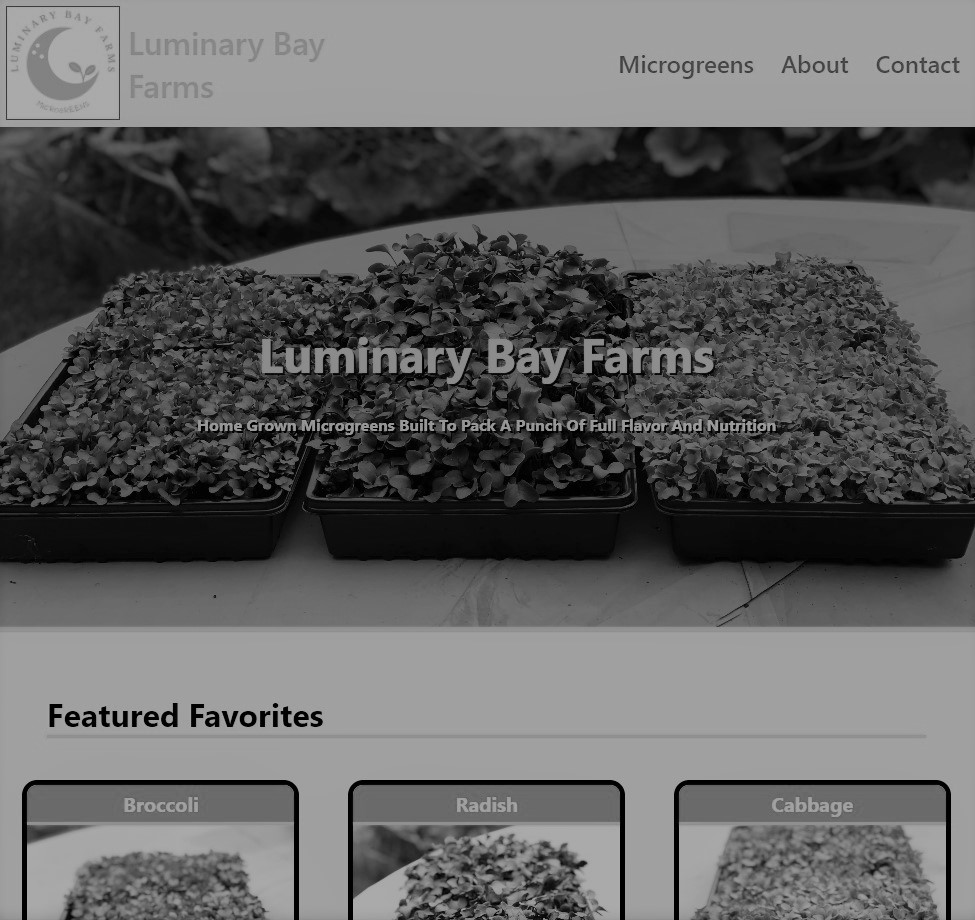 LUMINARY BAY FARMS
MICROGREENS
Luminary Bay
Farms
Microgreens About Contact
Luminary Bay Farms
Home Grown Microgreens Built To Pack A Punch Of Full Flavor And Nutrition
Featured Favorites
Broccoli Radish Cabbage